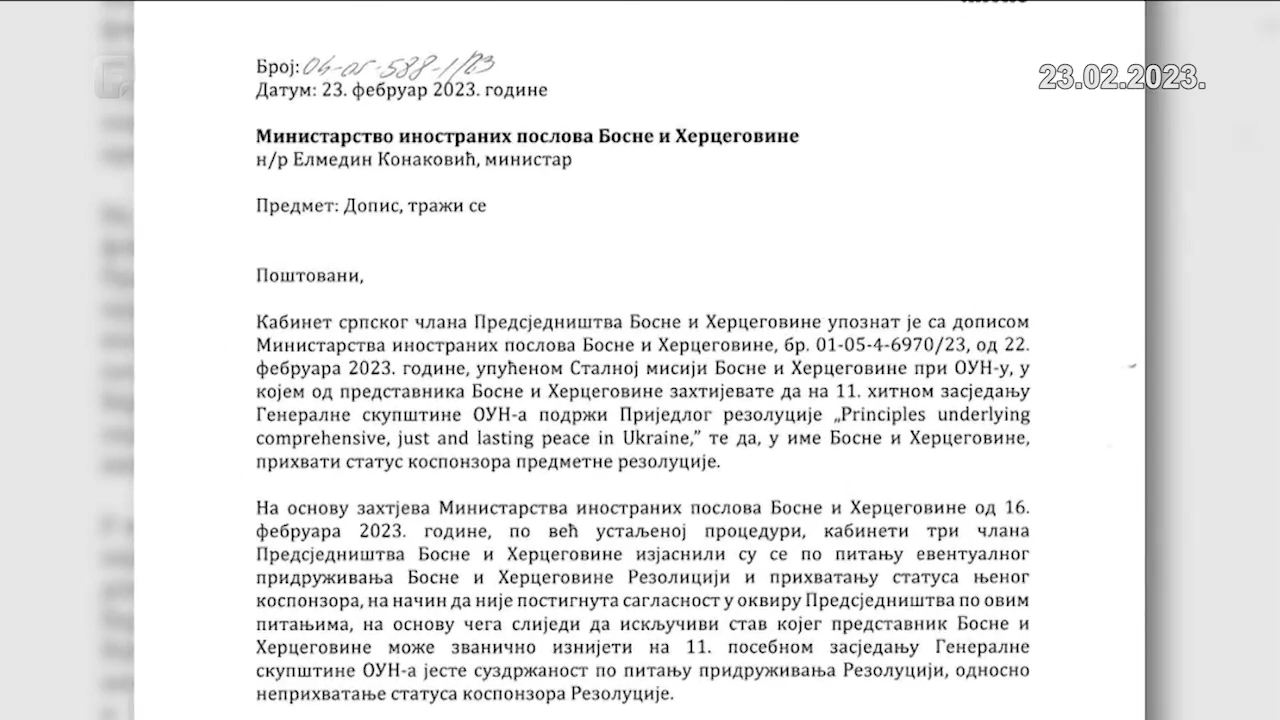 Број: 04-05-588-1/23
Датум: 23. фебруар 2023. године
23.02.2023.
Министарство иностраних послова Босне и Херцеговине
н/р Елмедин Конаковић, министар
Предмет: Допис, тражи се
Поштовани,
Кабинет српског члана Предсједништва Босне и Херцеговине упознат је са дописом
Министарства иностраних послова Босне и Херцеговине, бр. 01-05-4-6970/23, од 22.
фебруара 2023. године, упућеном Сталној мисији Босне и Херцеговине при ОУН-у, у
којем од представника Босне и Херцеговине захтијевате да на 11. хитном засједању
Генералне скупштине ОУН-а подржи Приједлог резолуције „Principles underlying
comprehensive, just and lasting peace in Ukraine,” те да, у име Босне и Херцеговине,
прихвати статус коспонзора предметне резолуције.
На основу захтјева Министарства иностраних послова Босне и Херцеговине од 16.
фебруара 2023. године, по већ устаљеној процедури, кабинети три члана
Предсједништва Босне и Херцеговине изјаснили су се по питању евентуалног
придруживања Босне и Херцеговине Резолицији и прихватању статуса њеног
коспонзора, на начин да није постигнута сагласност у оквиру Предсједништва по овим
питањима, на основу чега слиједи да искључиви став којег представник Босне и
Херцеговине може званично изнијети на 11. посебном засједању Генералне
скупштине ОУН-а јесте суздржаност по питању придруживања Резолуцији, односно
неприхватање статуса коспонзора Резолуције.